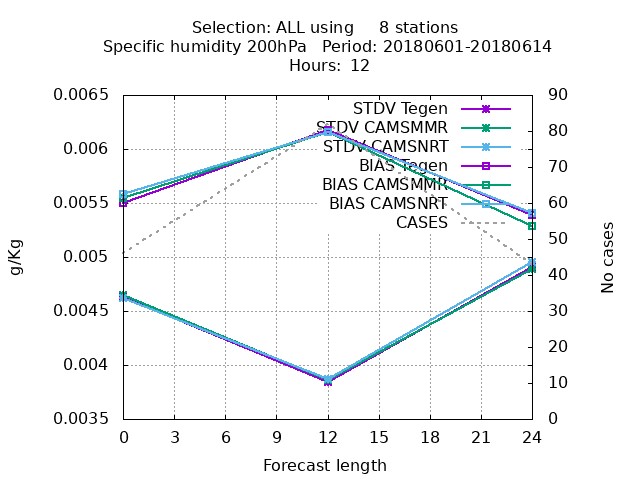 Selection: ALL using     8 stations
Specific humidity 200hPa   Period: 20180601-20180614
Hours:  12
0.0065
0.006
0.0055
0.005
0.0045
0.004
0.0035
g/Kg
STDV Tegen
STDV CAMSMMR
STDV CAMSNRT
BIAS Tegen
BIAS CAMSMMR
BIAS CAMSNRT
CASES
90
80
70
60
50
40
30
20
10
0
No cases
0 3 6 9 12 15 18 21 24
Forecast length